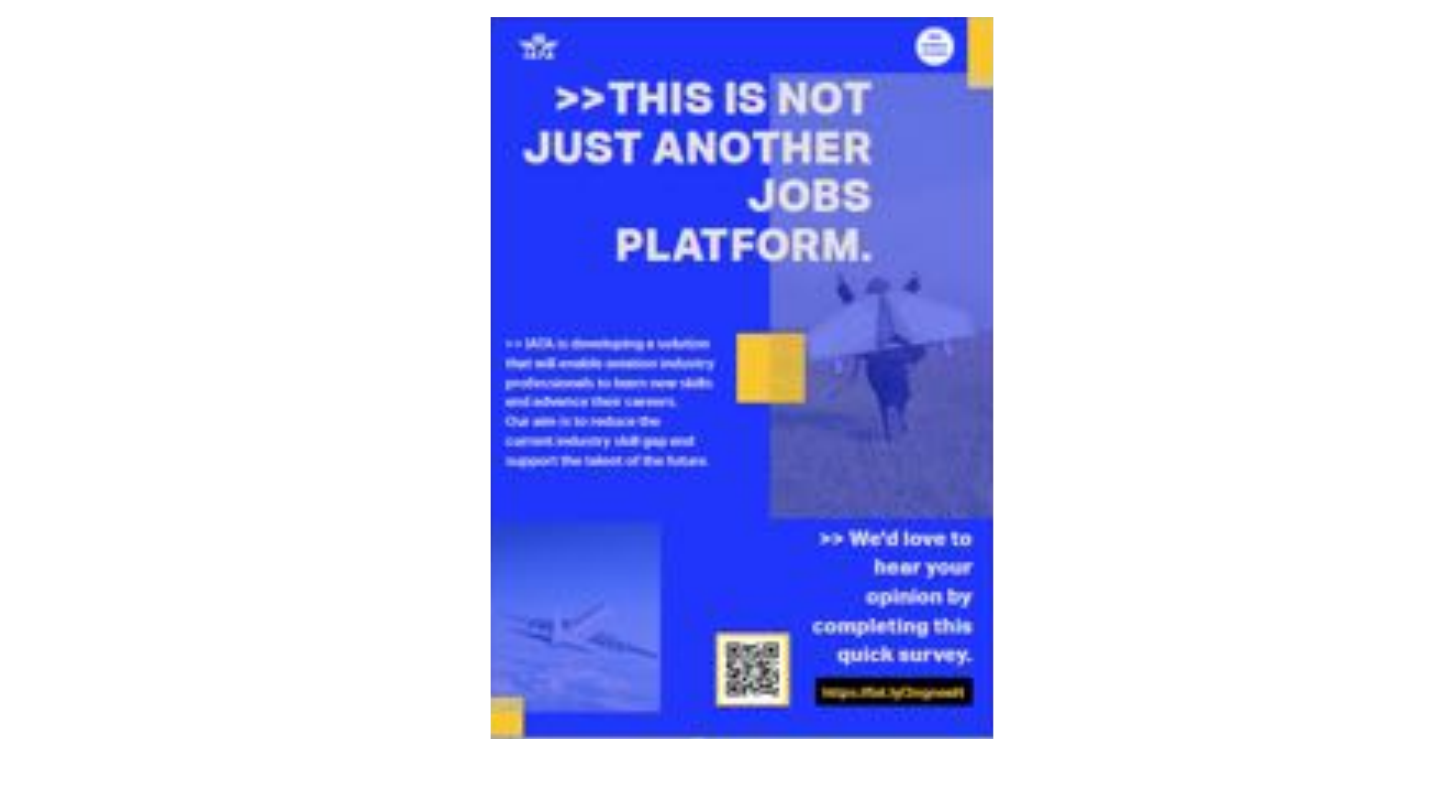 >>THIS IS NOT
JUST ANOTHER
JOBS
PLATFORM.
>> IATA is developing a solution
that will enable aviation industry
professionals to learn new skills
and advance their careers.
Our aim is to reduce the
current industry skill gap and
support the talent of the future.
>> We'd love to
hear your
opinion by
completing this
quick survey.